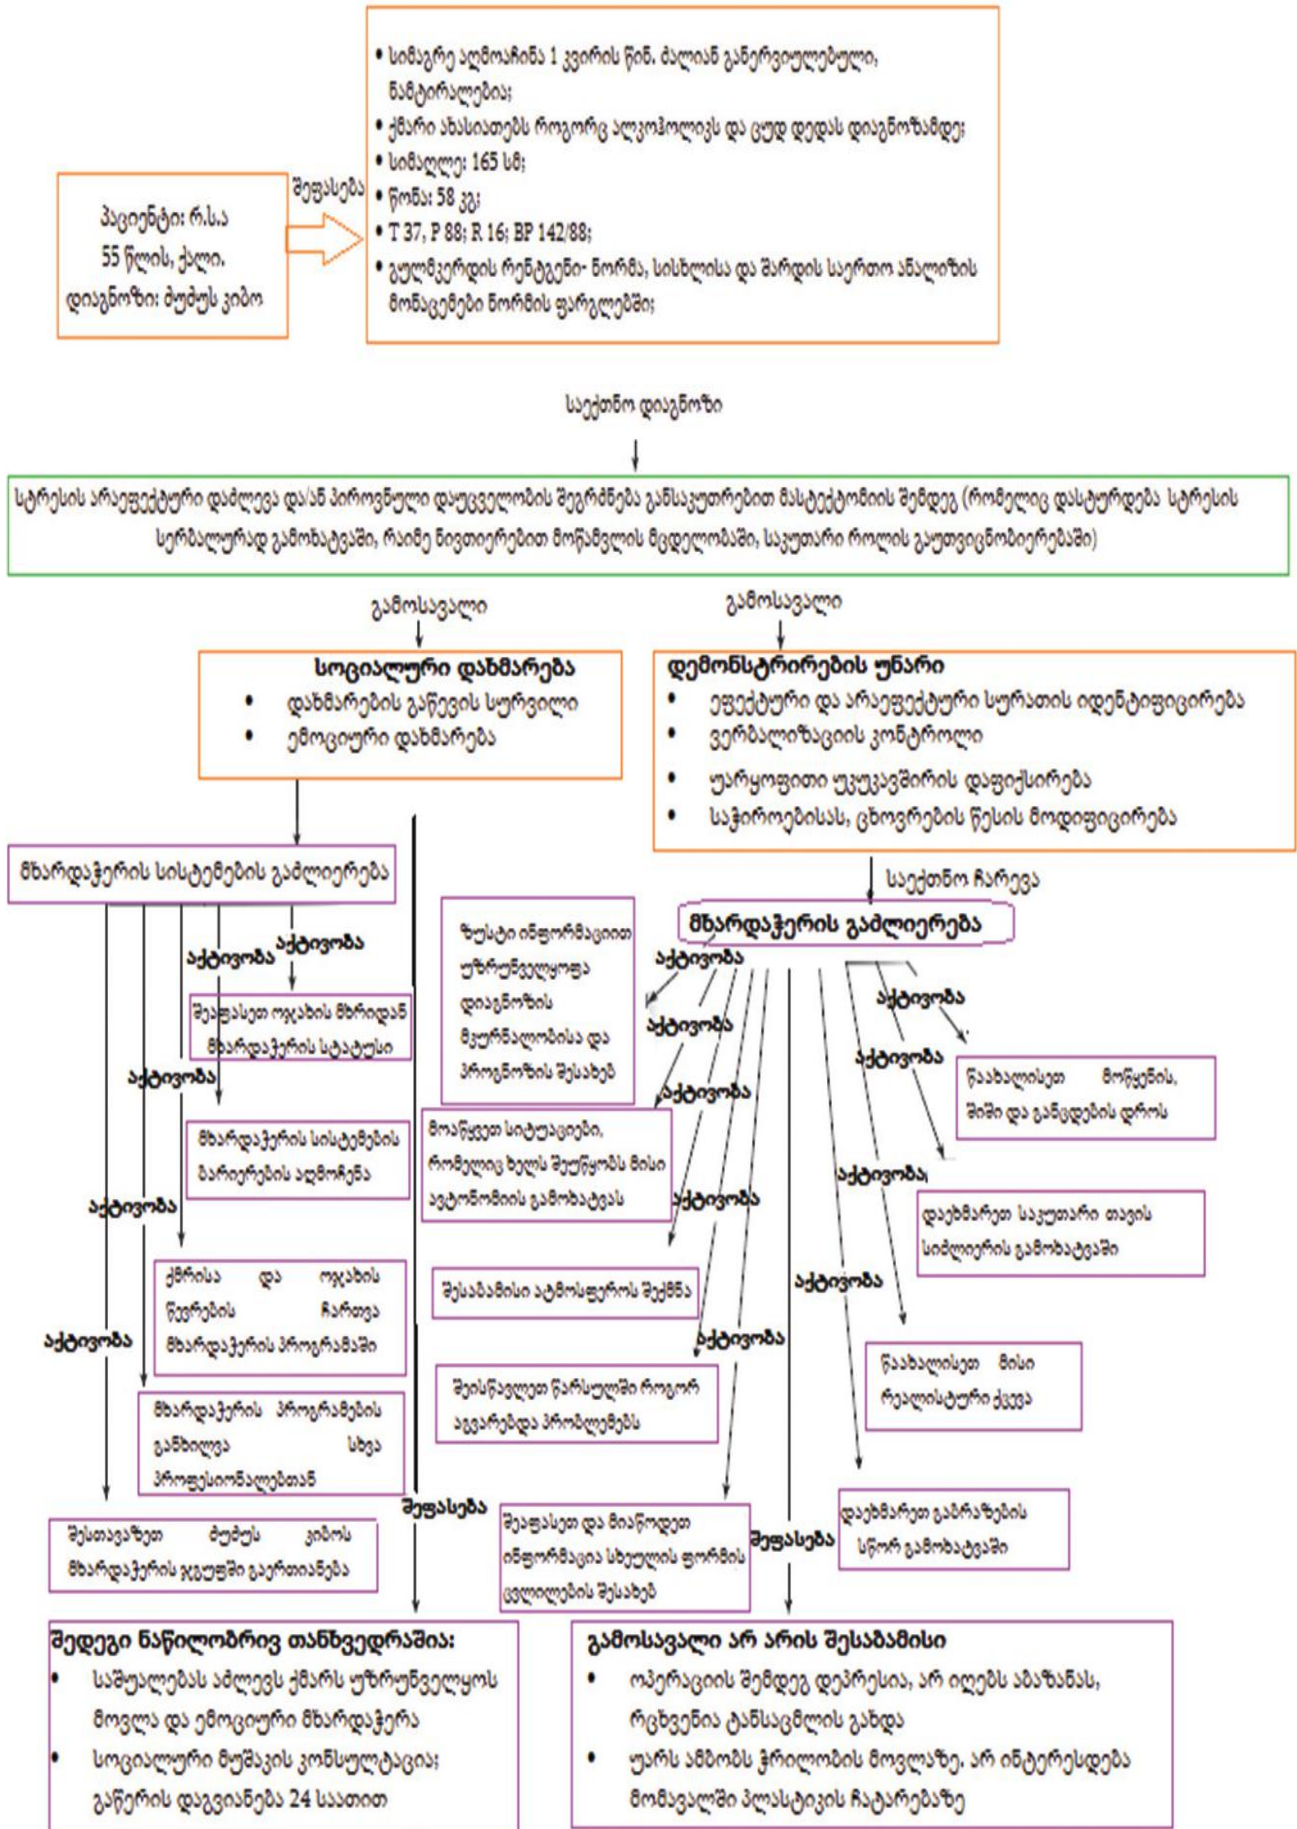 • სიმაგრე აღმოაჩინა 1 კვირის წინ. ძალიან განერვიულებული,
ნამტირალებია;
• ქმარი ახასიათებს როგორც ალკოჰოლიკს და ცუდ დედას დიაგნოზამდე;
• სიმაღლე: 165 სმ;
• წონა: 58 კგ;
• T 37, P 88; R 16; BP 142/88;
• გულმკერდის რენტგენი- ნორმა, სისხლისა და შარდის საერთო ანალიზის
მონაცემები ნორმის ფარგლებში;
შეფასება
პაციენტი: რ.ს.ა
55 წლის, ქალი.
დიაგნოზი: ძუძუს კიბო
საექთნო დიაგნოზი
სტრესის არაეფექტური დაძლევა და/ან პიროვნული დაუცველობის შეგრძნება განსაკუთრებით მასტექტომიის შემდეგ (რომელიც დასტურდება სტრესის
სერბალურად გამოხატვაში, რაიმე ნივთიერებით მოწამვლის მცდელობაში, საკუთარი როლის გაუთვიცნობიერებაში)
გამოსავალი
გამოსავალი
სოციალური დახმარება
• დახმარების გაწევის სურვილი
• ემოციური დახმარება
დემონსტრირების უნარი
• ეფექტური და არაეფექტური სურათის იდენტიფიცირება
• ვერბალიზაციის კონტროლი
• უარყოფითი უკუკავშირის დაფიქსირება
• საჭიროებისას, ცხოვრების წესის მოდიფიცირება
მხარდაჭერის სისტემების გაძლიერება
აქტივობა
აქტივობა
შეაფასეთ ოჯახის მხრიდან
მხარდაჭერის სტატუსი
აქტივობა
მხარდაჭერის სისტემების
ბარიერების აღმოჩენა
აქტივობა
ქმრისა და ოჯახის
წევრების ჩართვა
მხარდაჭერის პროგრამაში
აქტივობა
მხარდაჭერის პროგრამების
განხილვა სხვა
პროფესიონალებთან
შესთავაზეთ ძუძუს კიბოს
მხარდაჭერის ჯგუფში გაერთიანება
შეფასება
საექთნო ჩარევა
მხარდაჭერის გაძლიერება
აქტივობა
ზუსტი ინფორმაციით
უზრუნველყოფა
დიაგნოზის
მკურნალობისა და
პროგნოზის შესახებ
აქტივობა
მოაწყვეთ სიტუაციები,
რომელიც ხელს შეუწყობს მისი
ავტონომიის გამოხატვას
აქტივობა
შესაბამისი ატმოსფეროს შექმნა
აქტივობა
შეისწავლეთ წარსულში როგორ
აგვარებდა პრობლემებს
აქტივობა
შეაფასეთ და მიაწოდეთ
ინფორმაცია სხეულის ფორმის
ცვლილების შესახებ
აქტივობა
წაახალისეთ მოწყენის,
შიში და განცდების დროს
აქტივობა
დაეხმარეთ საკუთარი თავის
სიძლიერის გამოხატვაში
აქტივობა
წაახალისეთ მისი
რეალისტური ქცევა
აქტივობა
დაეხმარეთ გაბრაზების
სწორ გამოხატვაში
შეფასება
შედეგი ნაწილობრივ თანხვედრაშია:
• საშუალებას აძლევს ქმარს უზრუნველყოს
მოვლა და ემოციური მხარდაჭერა
• სოციალური მუშაკის კონსულტაცია;
გაწერის დაგვიანება 24 საათით
გამოსავალი არ არის შესაბამისი
• ოპერაციის შემდეგ დეპრესია, არ იღებს აბაზანას,
რცხვენია ტანსაცმლის გახდა
• უარს ამბობს ჭრილობის მოვლაზე. არ ინტერესდება
მომავალში პლასტიკის ჩატარებაზე